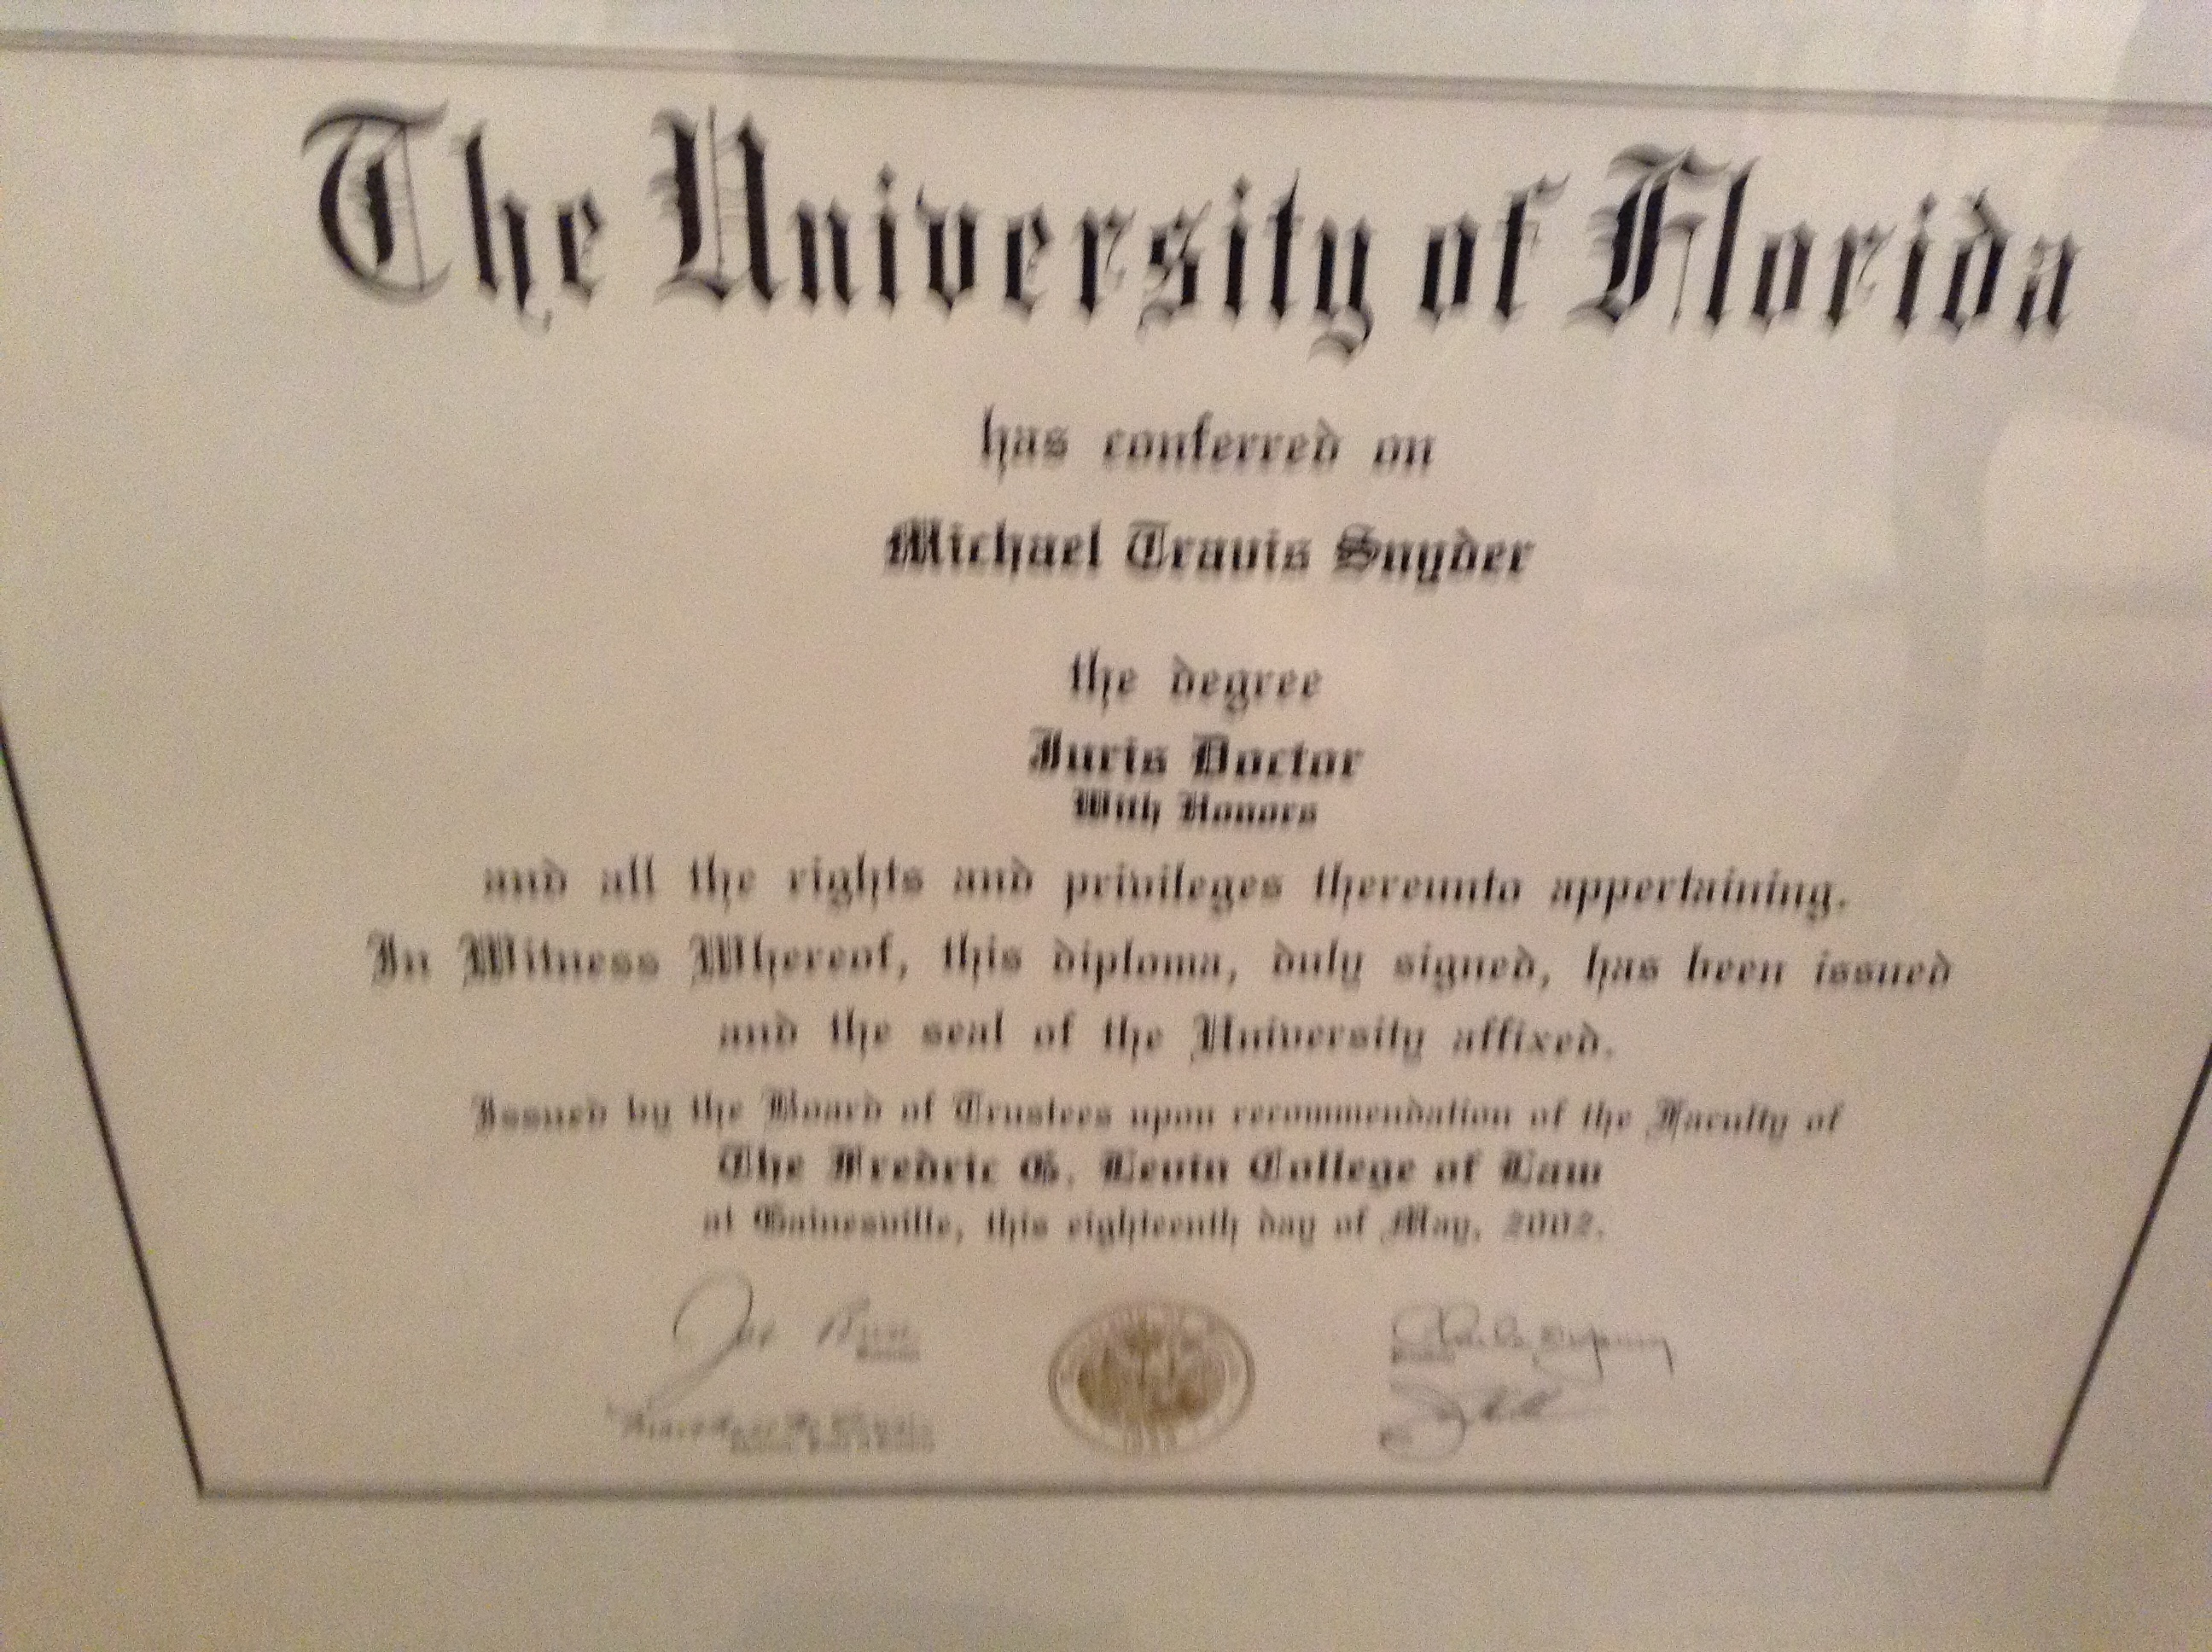 The University of Florida
has conferred on
Michael Travis Snyder
the degree
Juris Doctor
With Honors
and all the rights and privileges thereunto appertaining.
In Witness Whereof, this diploma, duly signed, has been issued
and the seal of the University affixed.
Issued by the Board of Trustees upon recommendation of the Faculty of
The Fredric G. Levin College of Law
at Gainesville, this eighteenth day of May, 2002.